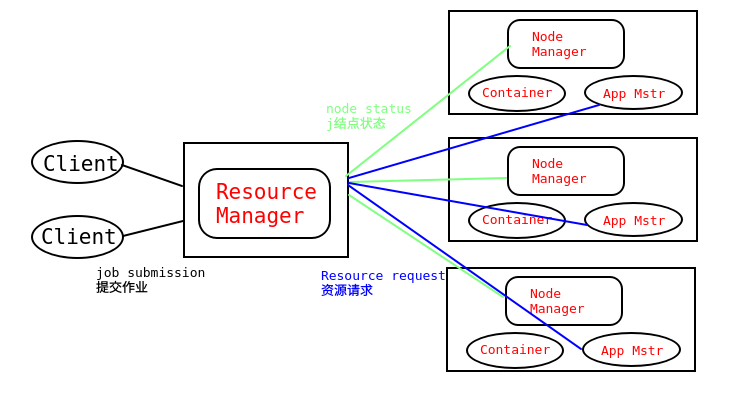 Node
Manager
Container
App Mstr
node status
j结点状态
Client
Client
Resource
Manager
Node
Manager
Container
App Mstr
job submission
提交作业
Resource request
资源请求
Node
Manager
Container
App Mstr